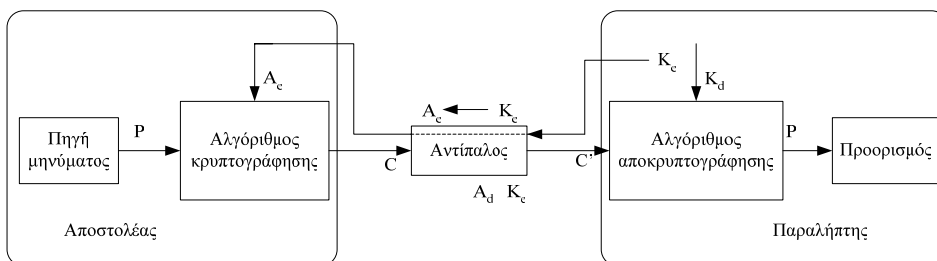 K_e
A_e
K_d
A_e
K_e
Πηγή
μηνύματος
P
Αλγόριθμος
κρυπτογράφησης
C
Αντίπαλος
C'
Αλγόριθμος
αποκρυπτογράφησης
P
Προορισμός
A_d K_e
Αποστολέας
Παραλήπτης